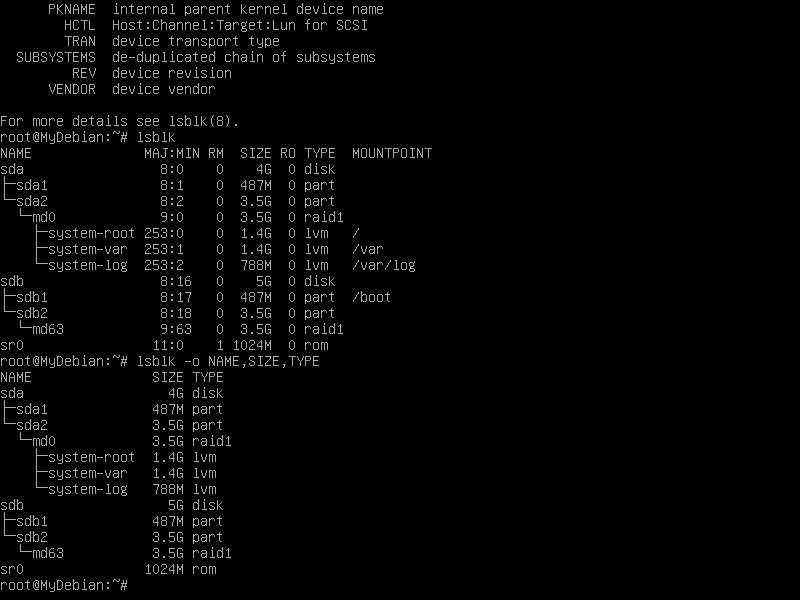 PKNAME  internal parent kernel device name
        HCTL  Host:Channel:Target:Lun for SCSI
        TRAN  device transport type
  SUBSYSTEMS  de-duplicated chain of subsystems
         REV  device revision
      VENDOR  device vendor

For more details see lsblk(8).
root@MyDebian:~# lsblk
NAME              MAJ:MIN RM   SIZE RO TYPE  MOUNTPOINT
sda                 8:0    0     4G  0 disk
├─sda1              8:1    0   487M  0 part
└─sda2              8:2    0   3.5G  0 part
  └─md0             9:0    0   3.5G  0 raid1
    ├─system-root 253:0    0   1.4G  0 lvm   /
    ├─system-var  253:1    0   1.4G  0 lvm   /var
    └─system-log  253:2    0   788M  0 lvm   /var/log
sdb                 8:16   0     5G  0 disk
├─sdb1              8:17   0   487M  0 part  /boot
└─sdb2              8:18   0   3.5G  0 part
  └─md63            9:63   0   3.5G  0 raid1
sr0                11:0    1  1024M  0 rom
root@MyDebian:~# lsblk -o NAME,SIZE,TYPE
NAME               SIZE TYPE
sda                  4G disk
├─sda1             487M part
└─sda2             3.5G part
  └─md0            3.5G raid1
    ├─system-root  1.4G lvm
    ├─system-var   1.4G lvm
    └─system-log   788M lvm
sdb                  5G disk
├─sdb1             487M part
└─sdb2             3.5G part
  └─md63           3.5G raid1
sr0               1024M rom
root@MyDebian:~#